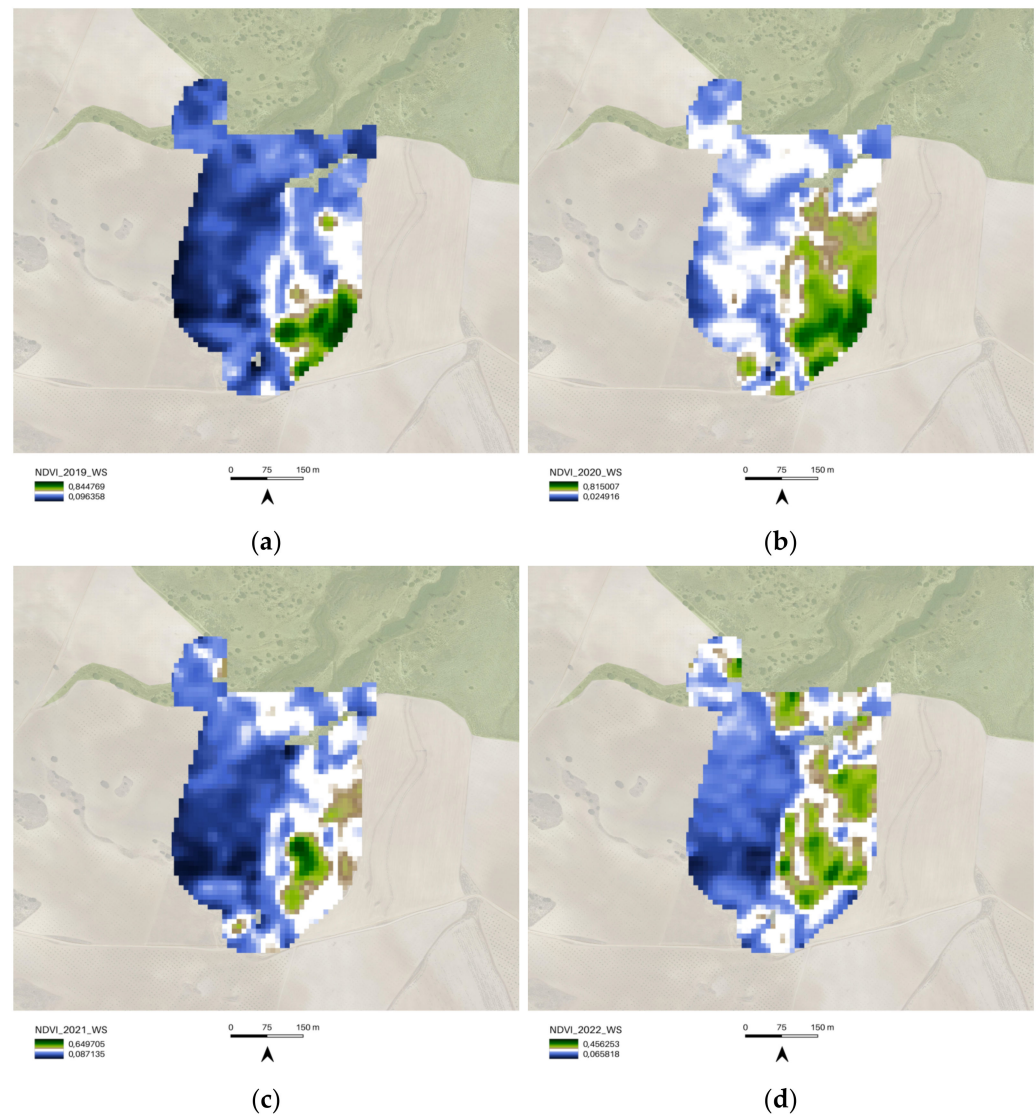 NDVI_2019_WS
0,844769
0,096358
0 75 150 m
(a)
NDVI_2020_WS
0,815007
0,024916
0 75 150 m
(b)
NDVI_2021_WS
0,649705
0,087135
0 75 150 m
(c)
NDVI_2022_WS
0,456253
0,065818
0 75 150 m
(d)